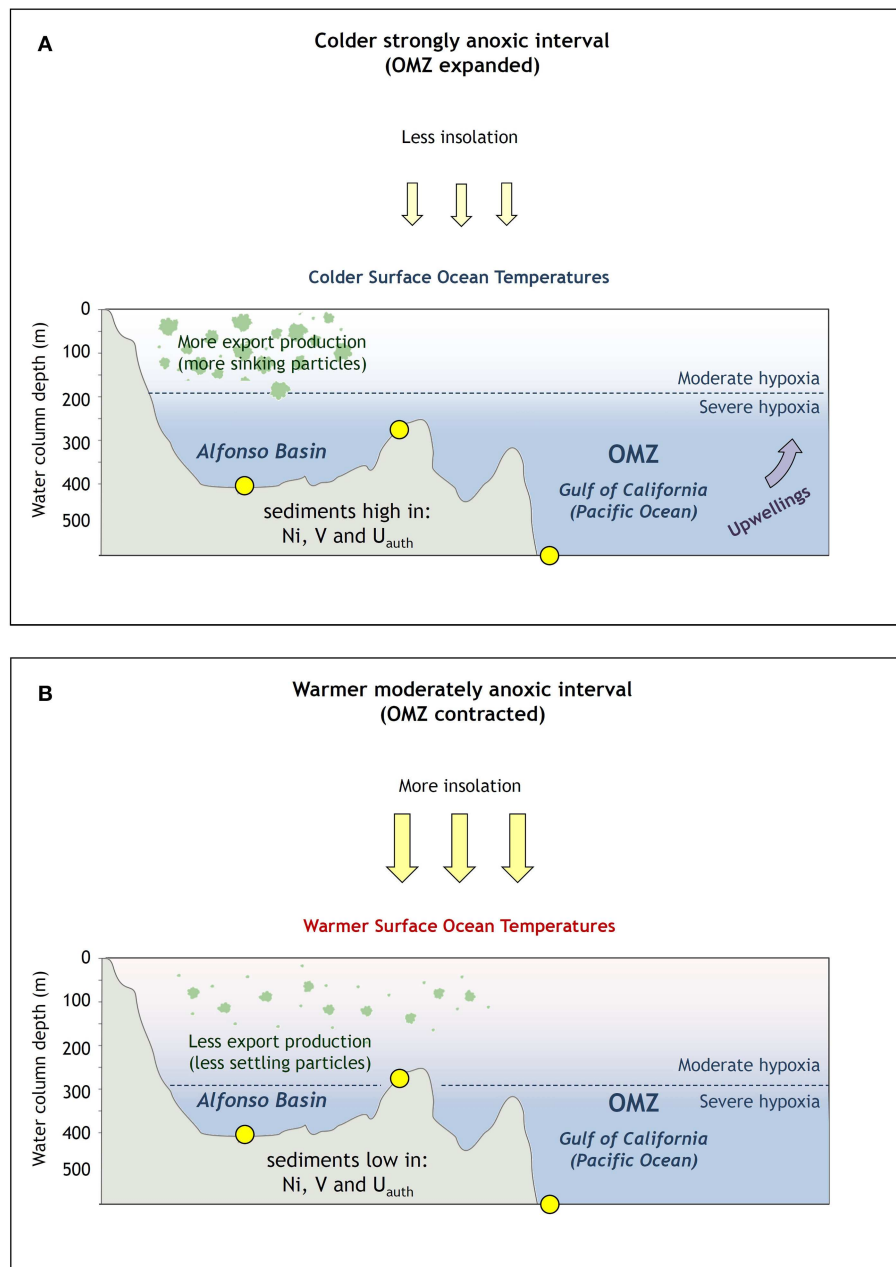 A
Colder strongly anoxic interval
(OMZ expanded)
Less insolation
Colder Surface Ocean Temperatures
Water column depth (m)
0
100
200
300
400
500
More export production
(more sinking particles)
Moderate hypoxia
Severe hypoxia
Alfonso Basin
OMZ
Gulf of California
(Pacific Ocean)
Upwellings
sediments high in:
Ni, V and Uauth
B
Warmer moderately anoxic interval
(OMZ contracted)
More insolation
Warmer Surface Ocean Temperatures
Water column depth (m)
0
100
200
300
400
500
Less export production
(less settling particles)
Moderate hypoxia
Severe hypoxia
Alfonso Basin
OMZ
Gulf of California
(Pacific Ocean)
sediments low in:
Ni, V and Uauth